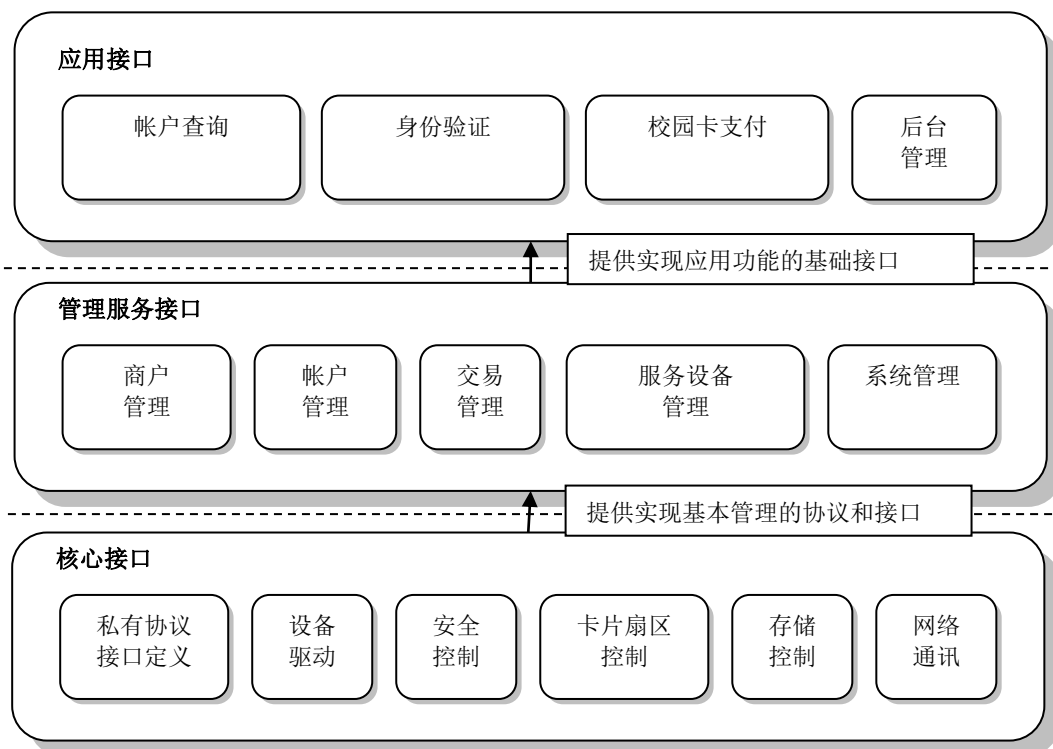 应用接口
帐户查询
身份验证
校园卡支付
后台
管理
提供实现应用功能的基础接口
管理服务接口
商户
管理
帐户
管理
交易
管理
服务设备
管理
系统管理
提供实现基本管理的协议和接口
核心接口
私有协议
接口定义
设备
驱动
安全
控制
卡片扇区
控制
存储
控制
网络
通讯